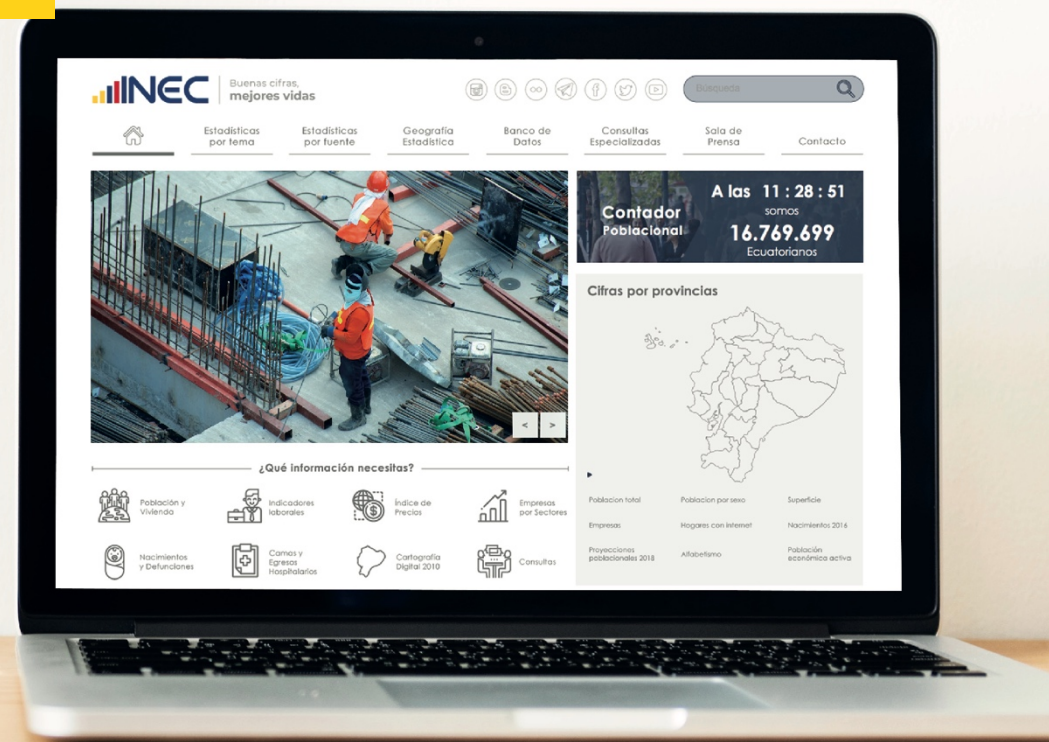 INEC
Buenas cifras,
mejores vidas
Busqueda
Estadísticas
por tema
Estadísticas
por fuente
Geografía
Estadística
Banco de
Datos
Consultas
Especializadas
Sala de
Prensa
Contacto
Contador
Poblacional
A las 11 : 28 : 51
somos
16.769.699
Ecuatorianos
Cifras por provincias
< >
¿Qué información necesitas?
Población y
Vivienda
Indicadores
laborales
Índice de
Precios
Empresas
por Sectores
Nacimientos
y Defunciones
Camas y
Egresos
Hospitalarios
Cartografía
Digital 2010
Consultas
Poblacion total
Poblacion por sexo
Superficie
Empresas
Hogares con internet
Nacimientos 2016
Proyecciones
poblacionales 2018
Alfabetismo
Población
económica activa